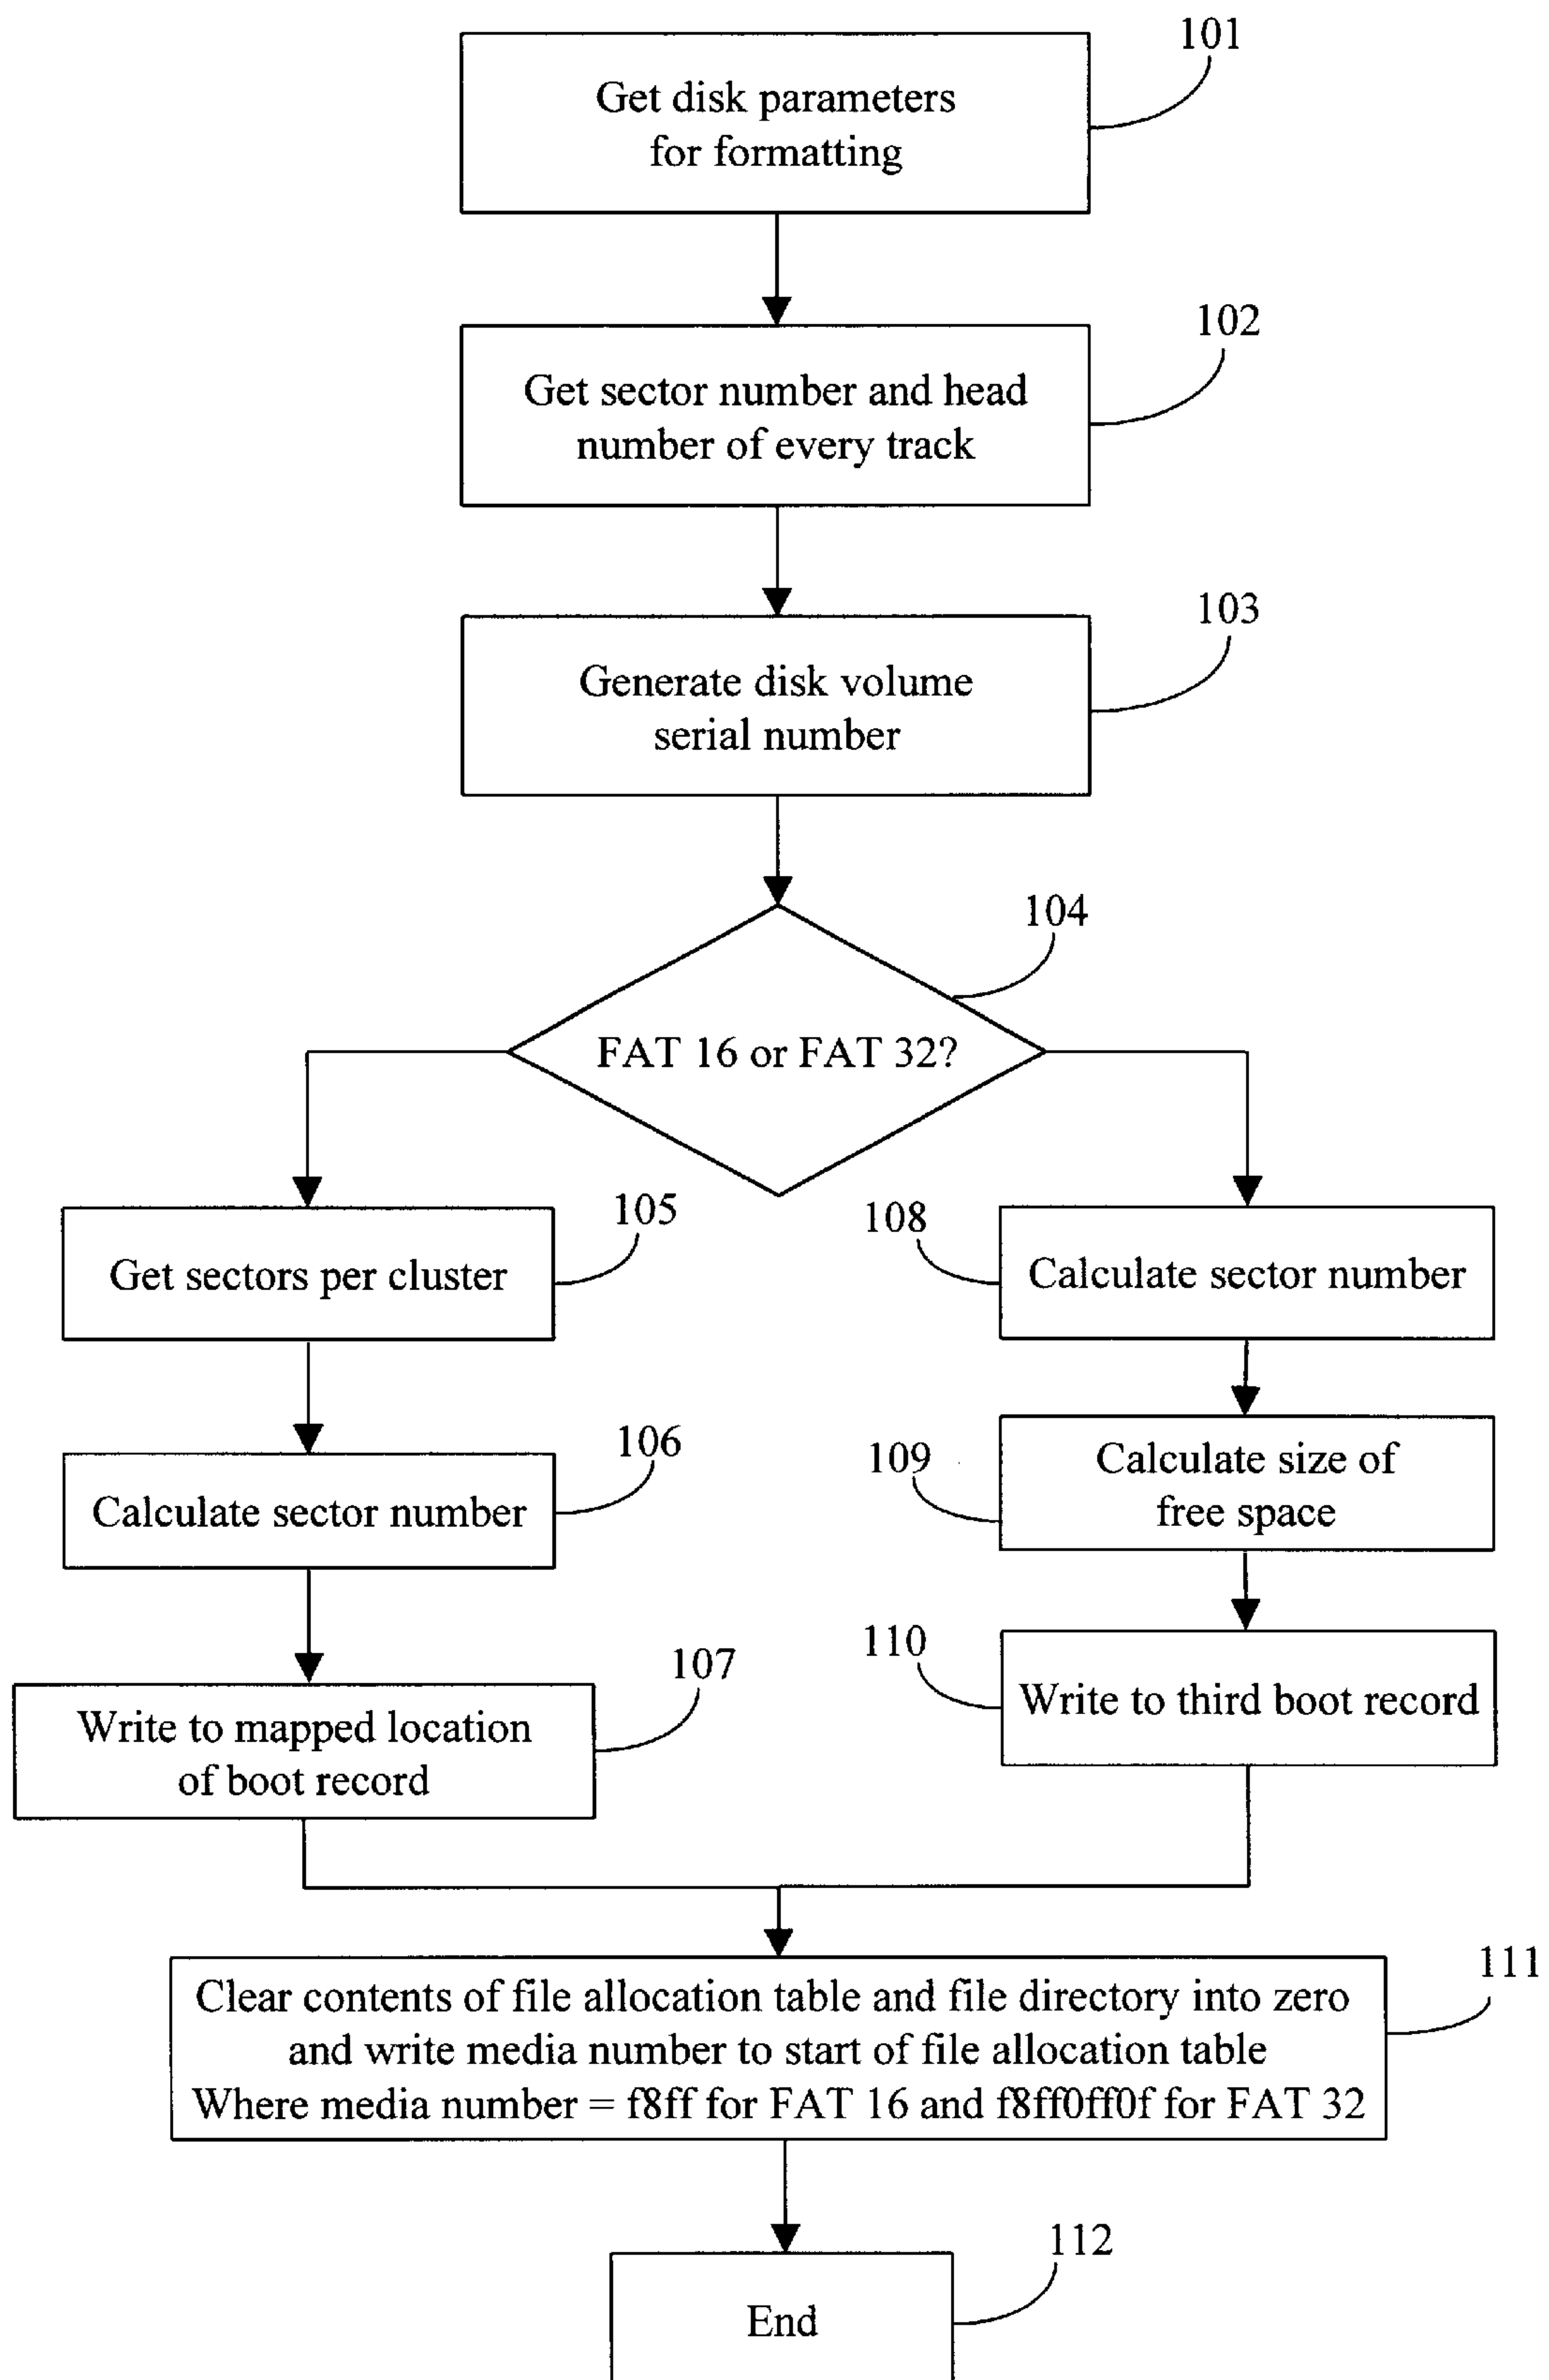 101
Get disk parameters
for formatting
102
Get sector number and head
number of every track
103
Generate disk volume
serial number
104
FAT 16 or FAT 32?
105
Get sectors per cluster
106
Calculate sector number
107
Write to mapped location
of boot record
108
Calculate sector number
109
Calculate size of
free space
110
Write to third boot record
111
Clear contents of file allocation table and file directory into zero
and write media number to start of file allocation table
Where media number = f8ff for FAT 16 and f8ff0ff0f for FAT 32
112
End